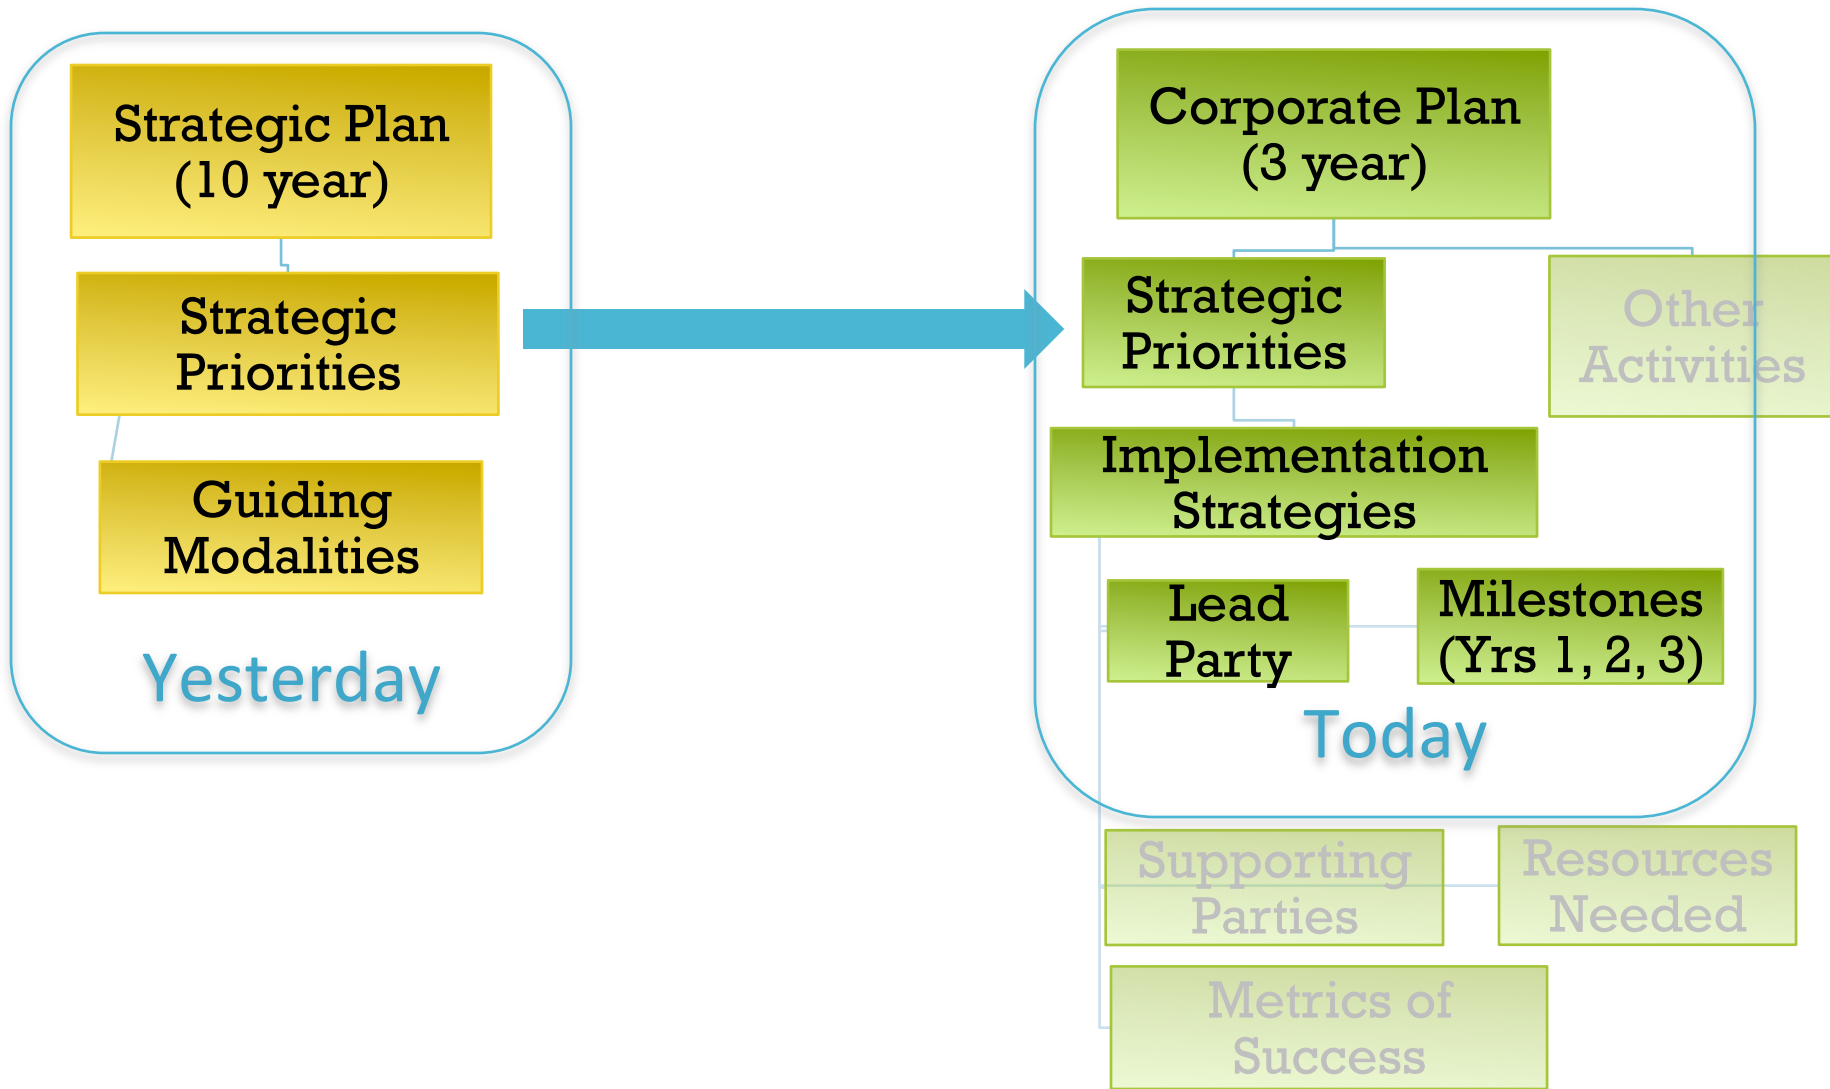 Strategic Plan
(10 year)
Strategic
Priorities
Guiding
Modalities
Yesterday
Corporate Plan
(3 year)
Strategic
Priorities
Other
Activities
Implementation
Strategies
Lead
Party
Milestones
(Yrs 1, 2, 3)
Today
Supporting
Parties
Resources
Needed
Metrics of
Success